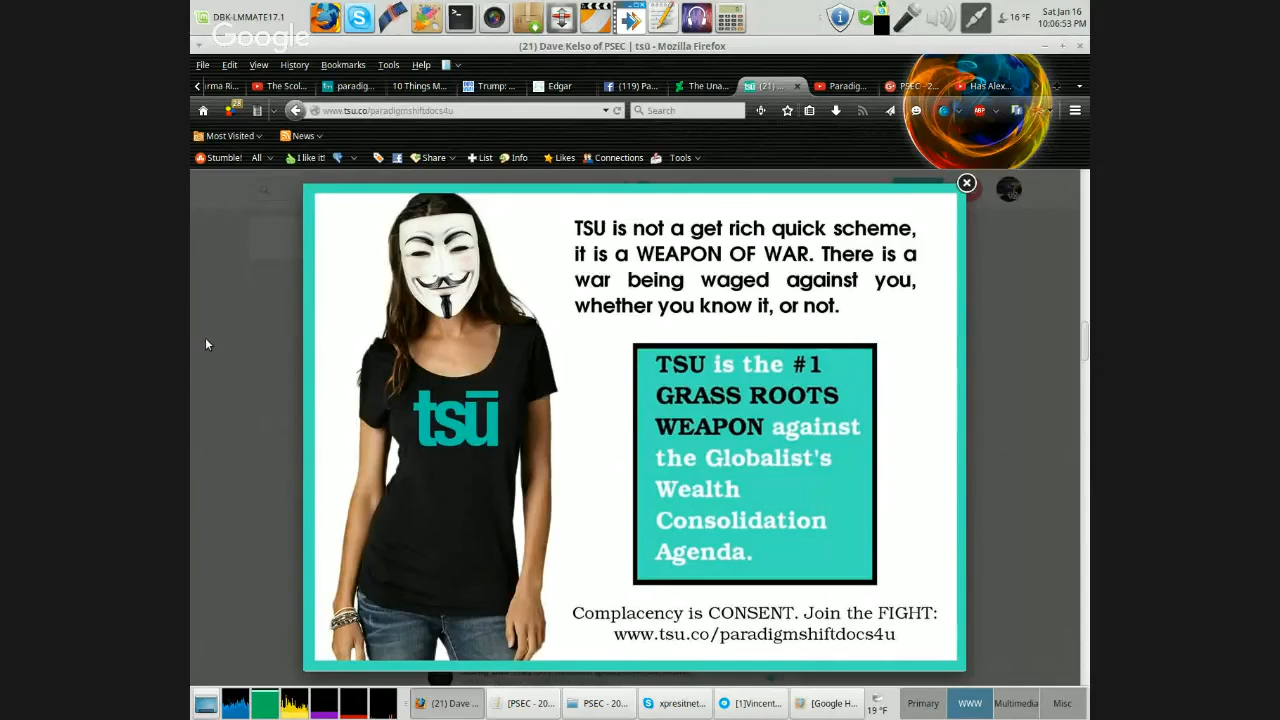 DBK-LMMATE17.1
Google
16 °F
Sat Jan 16
10:06:53 PM
(21) Dave Kelso of PSEC | tsū - Mozilla Firefox
File Edit View History Bookmarks Tools Help
The Scol... paradig... 10 Things M... Trump: ... Edgar (119) Pa... The Una... (21) ... Paradig... PSEC - 2... Has Alex...
28
www.tsu.co/paradigmshiftdocs4u
Search
ABP
Most Visited News
Stumble! All I like it! Share List Info Likes Connections Tools
TSU is not a get rich quick scheme,
it is a WEAPON OF WAR. There is a
war being waged against you,
whether you know it, or not.
tsū
TSU is the #1
GRASS ROOTS
WEAPON against
the Globalist's
Wealth
Consolidation
Agenda.
Complacency is CONSENT. Join the FIGHT:
www.tsu.co/paradigmshiftdocs4u
(21) Dave ... [PSEC - 20... PSEC - 20... xpresitnet... [1]Vincent... [Google H... 19 °F Primary WWW Multimedia Misc